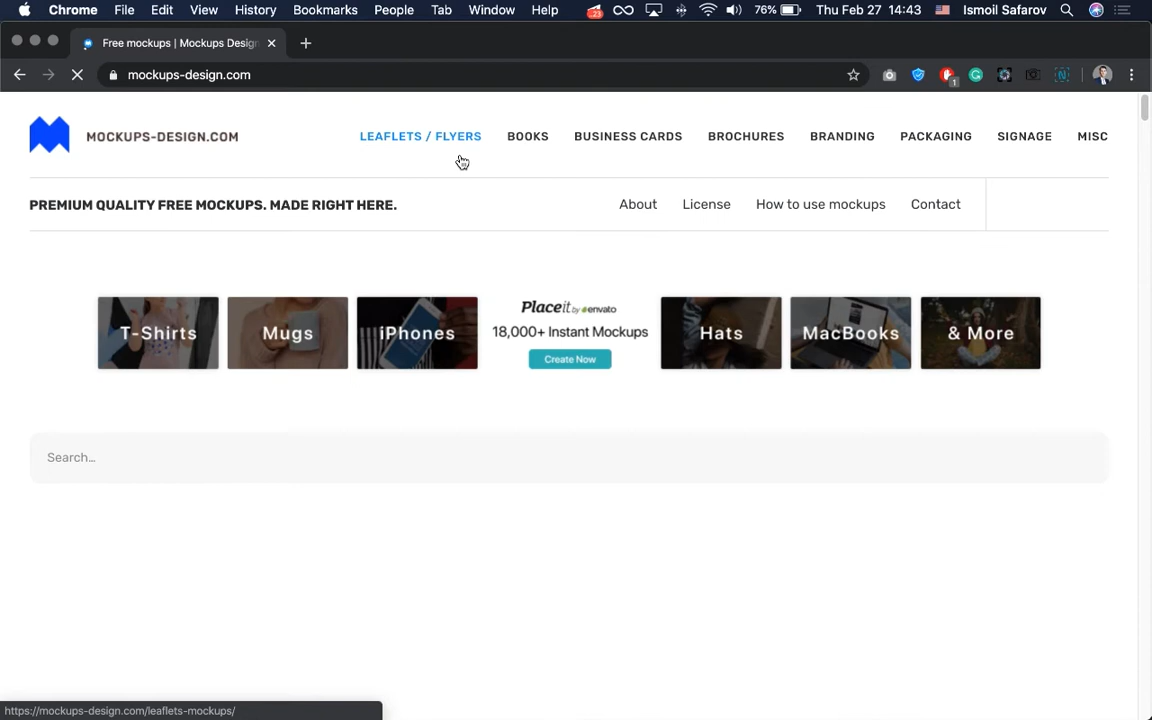 Chrome File Edit View History Bookmarks People Tab Window Help 23 76% Thu Feb 27 14:43 Ismoil Safarov
Free mockups | Mockups Design
mockups-design.com 1
MOCKUPS-DESIGN.COM LEAFLETS / FLYERS BOOKS BUSINESS CARDS BROCHURES BRANDING PACKAGING SIGNAGE MISC
PREMIUM QUALITY FREE MOCKUPS. MADE RIGHT HERE. About License How to use mockups Contact
Placeit by envato
T-Shirts Mugs iPhones 18,000+ Instant Mockups Hats MacBooks & More
Create Now
Search...
https://mockups-design.com/leaflets-mockups/